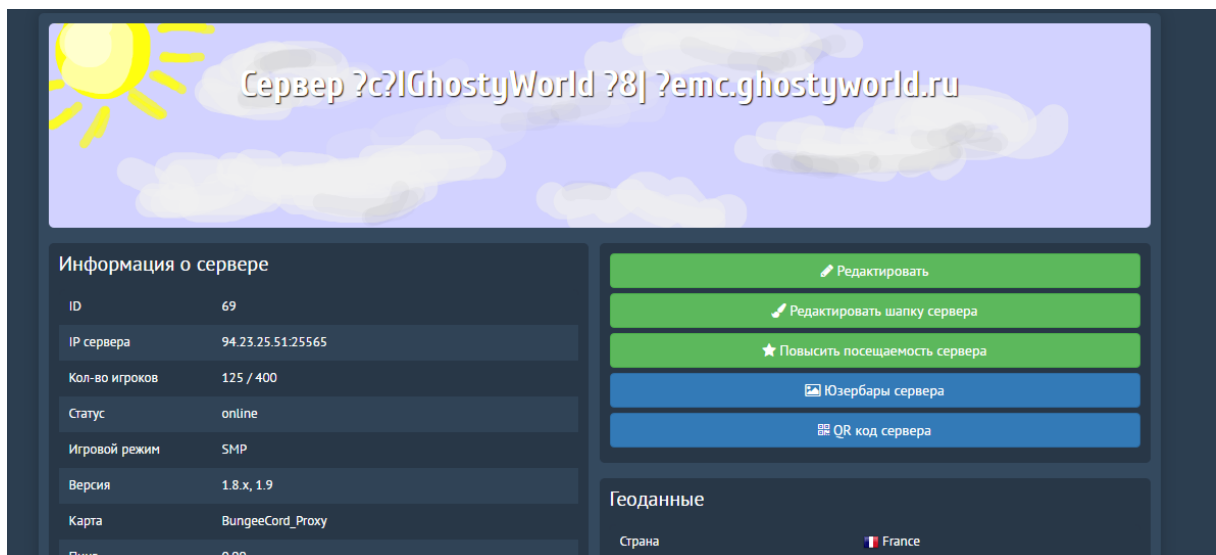 Сервер ?c?lGhostyWorld ?8| ?emc.ghostyworld.ru
Информация о сервере
ID 69
IP сервера 94.23.25.51:25565
Кол-во игроков 125 / 400
Статус online
Игровой режим SMP
Версия 1.8.x, 1.9
Карта BungeeCord_Proxy
Редактировать
Редактировать шапку сервера
Повысить посещаемость сервера
Юзербары сервера
QR код сервера
Геоданные
Страна France